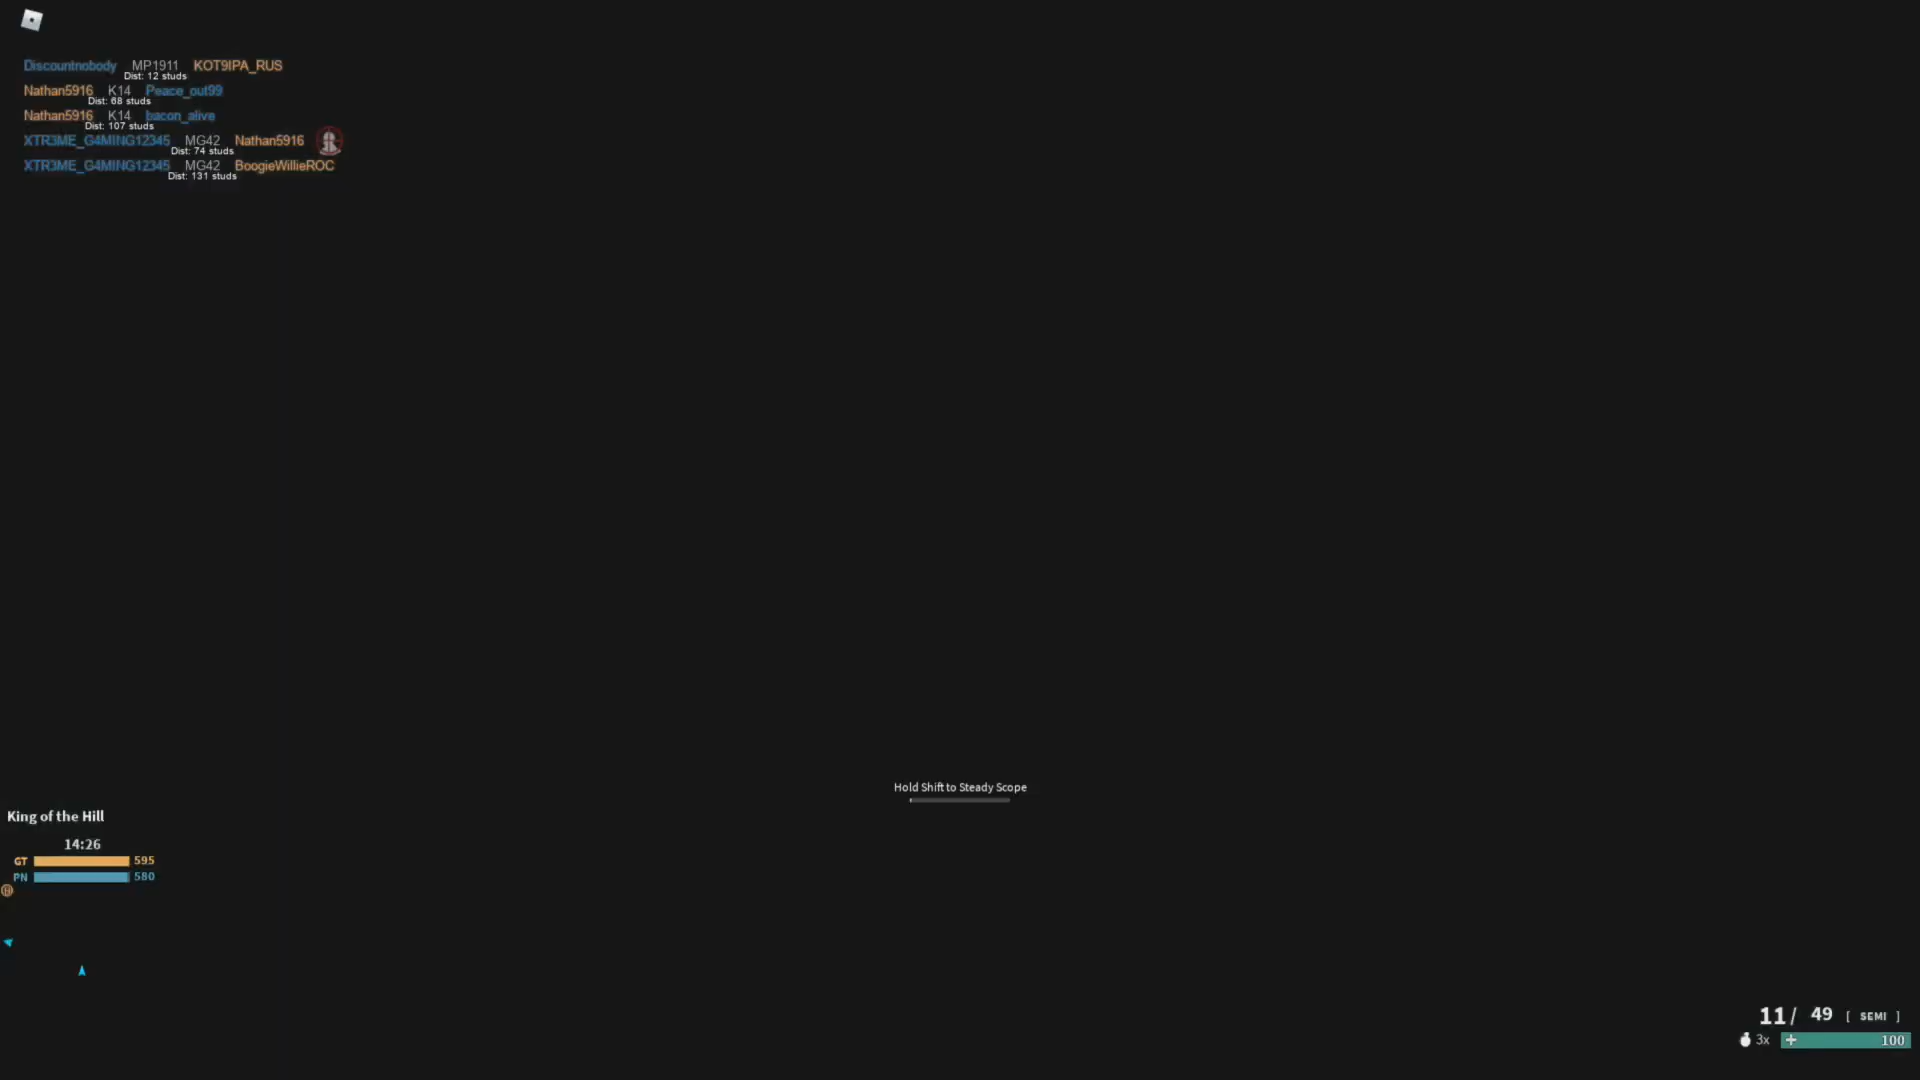 Discountnobody MP1911 KOT9IPA_RUS
Dist: 12 studs
Nathan5916 K14 Peace_out99
Dist: 68 studs
Nathan5916 K14 bacon_alive
Dist: 107 studs
XTR3ME_G4MING12345 MG42 Nathan5916
Dist: 74 studs
XTR3ME_G4MING12345 MG42 BoogieWillieROC
Dist: 131 studs
Hold Shift to Steady Scope
King of the Hill
14:26
GT 595
PN 580
11/ 49 [ SEMI ]
3x + 100